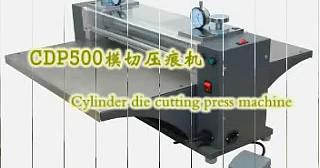 CDP500模切压痕机
Cylinder die cutting press machine